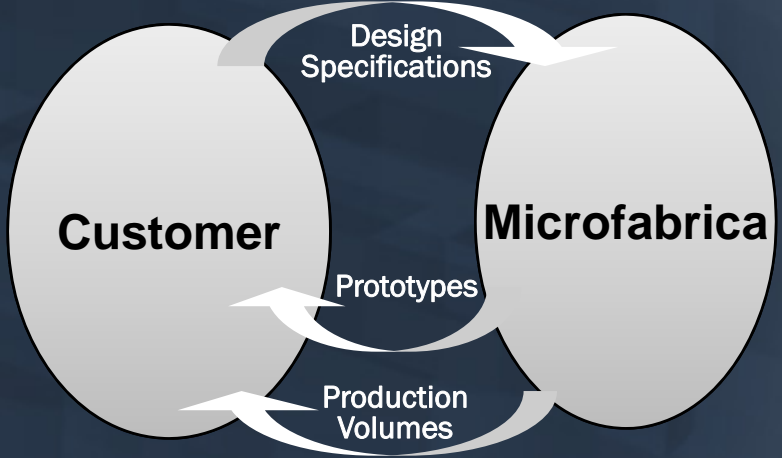 Design
Specifications
Customer
Microfabrica
Prototypes
Production
Volumes